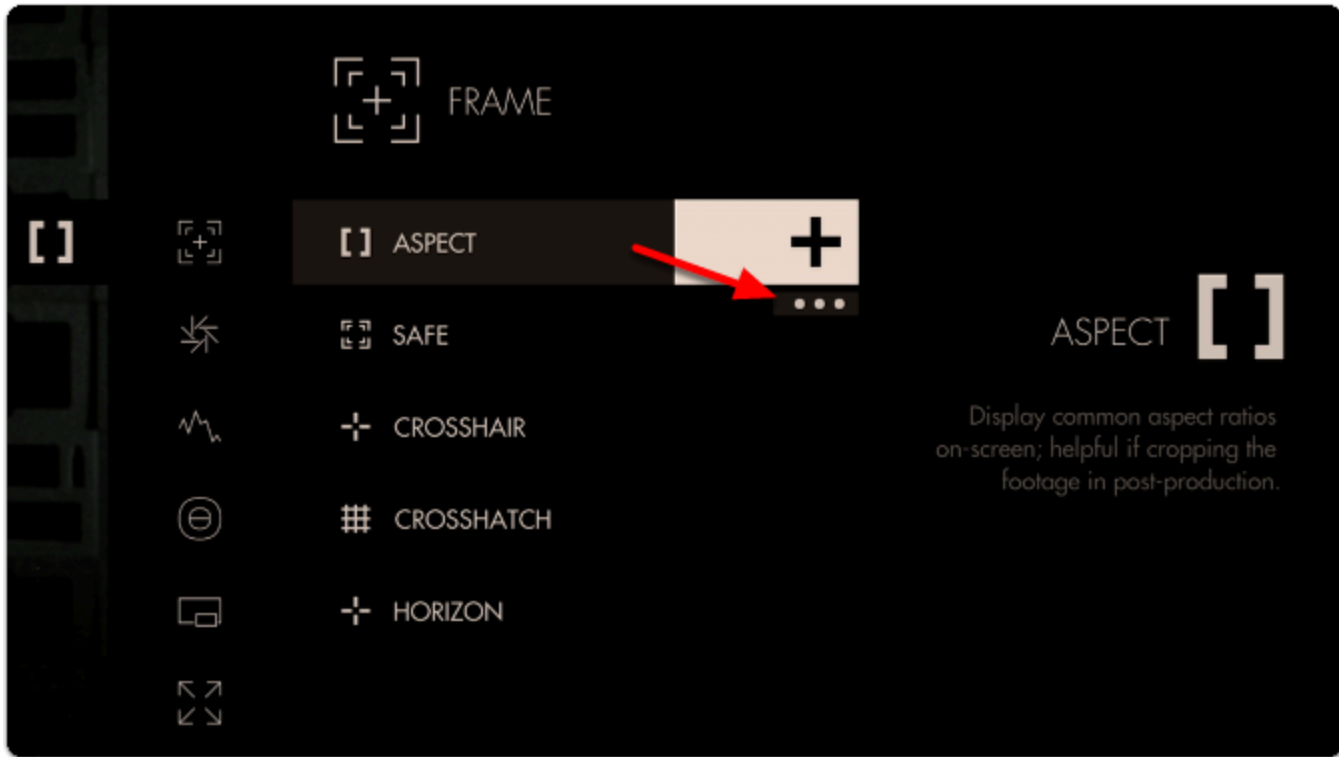 FRAME
ASPECT
SAFE
CROSSHAIR
CROSSHATCH
HORIZON
ASPECT
Display common aspect ratios
on-screen; helpful if cropping the
footage in post-production.